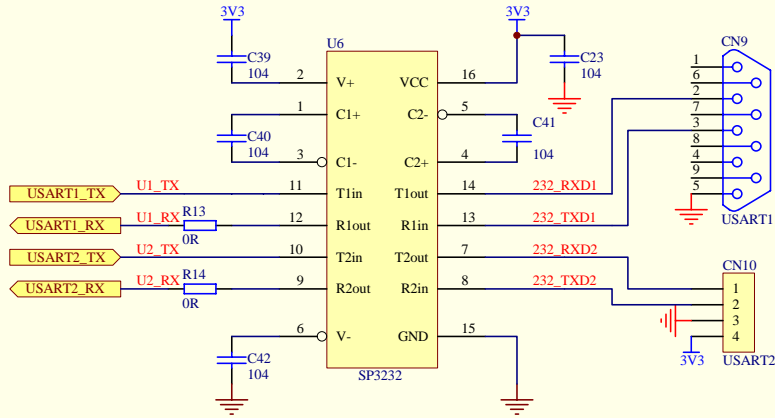 3V3
3V3
U6
CN9
C39
104
C23
104
2
V+
VCC
16
1
C1+
C2-
5
C40
104
C41
104
3
C1-
C2+
4
1
6
2
7
3
8
4
9
5
USART1
USART1_TX
U1_TX
11
T1in
T1out
14
232_RXD1
USART1_RX
U1_RX
R13
0R
12
R1out
R1in
13
232_TXD1
USART2_TX
U2_TX
10
T2in
T2out
7
232_RXD2
USART2_RX
U2_RX
R14
0R
9
R2out
R2in
8
232_TXD2
CN10
1
2
3
4
3V3
USART2
6
V-
GND
15
C42
104
SP3232